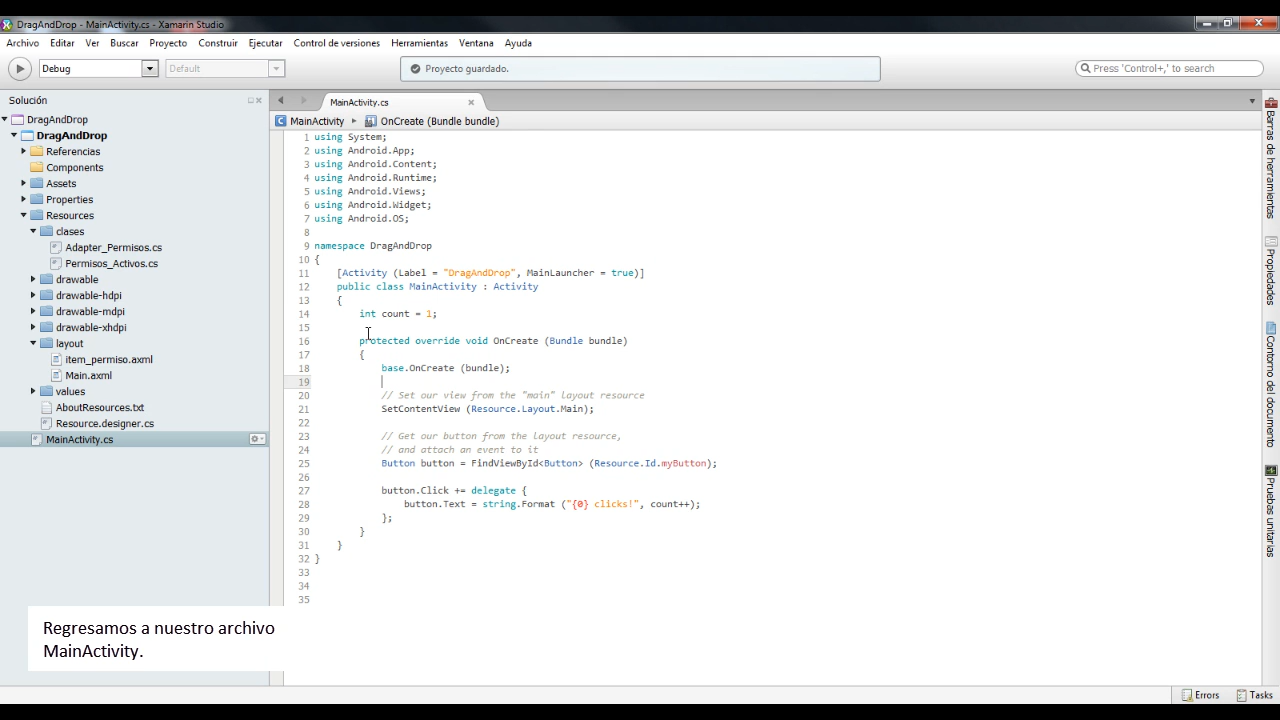 DragAndDrop - MainActivity.cs - Xamarin Studio
Archivo Editar Ver Buscar Proyecto Construir Ejecutar Control de versiones Herramientas Ventana Ayuda
Debug Default Proyecto guardado. Press 'Control+,' to search
Solución
DragAndDrop
DragAndDrop
Referencias
Components
Assets
Properties
Resources
clases
Adapter_Permisos.cs
Permisos_Activos.cs
drawable
drawable-hdpi
drawable-mdpi
drawable-xhdpi
layout
item_permiso.axml
Main.axml
values
AboutResources.txt
Resource.designer.cs
MainActivity.cs
MainActivity.cs
MainActivity OnCreate (Bundle bundle)
1 using System;
2 using Android.App;
3 using Android.Content;
4 using Android.Runtime;
5 using Android.Views;
6 using Android.Widget;
7 using Android.OS;
8
9 namespace DragAndDrop
10 {
11 [Activity (Label = "DragAndDrop", MainLauncher = true)]
12 public class MainActivity : Activity
13 {
14 int count = 1;
15
16 protected override void OnCreate (Bundle bundle)
17 {
18 base.OnCreate (bundle);
19
20 // Set our view from the "main" layout resource
21 SetContentView (Resource.Layout.Main);
22
23 // Get our button from the layout resource,
24 // and attach an event to it
25 Button button = FindViewById<Button> (Resource.Id.myButton);
26
27 button.Click += delegate {
28 button.Text = string.Format ("{0} clicks!", count++);
29 };
30 }
31 }
32 }
33
34
35
Barras de herramientas
Propiedades
Contorno del documento
Pruebas unitarias
Regresamos a nuestro archivo
MainActivity.
Errors Tasks